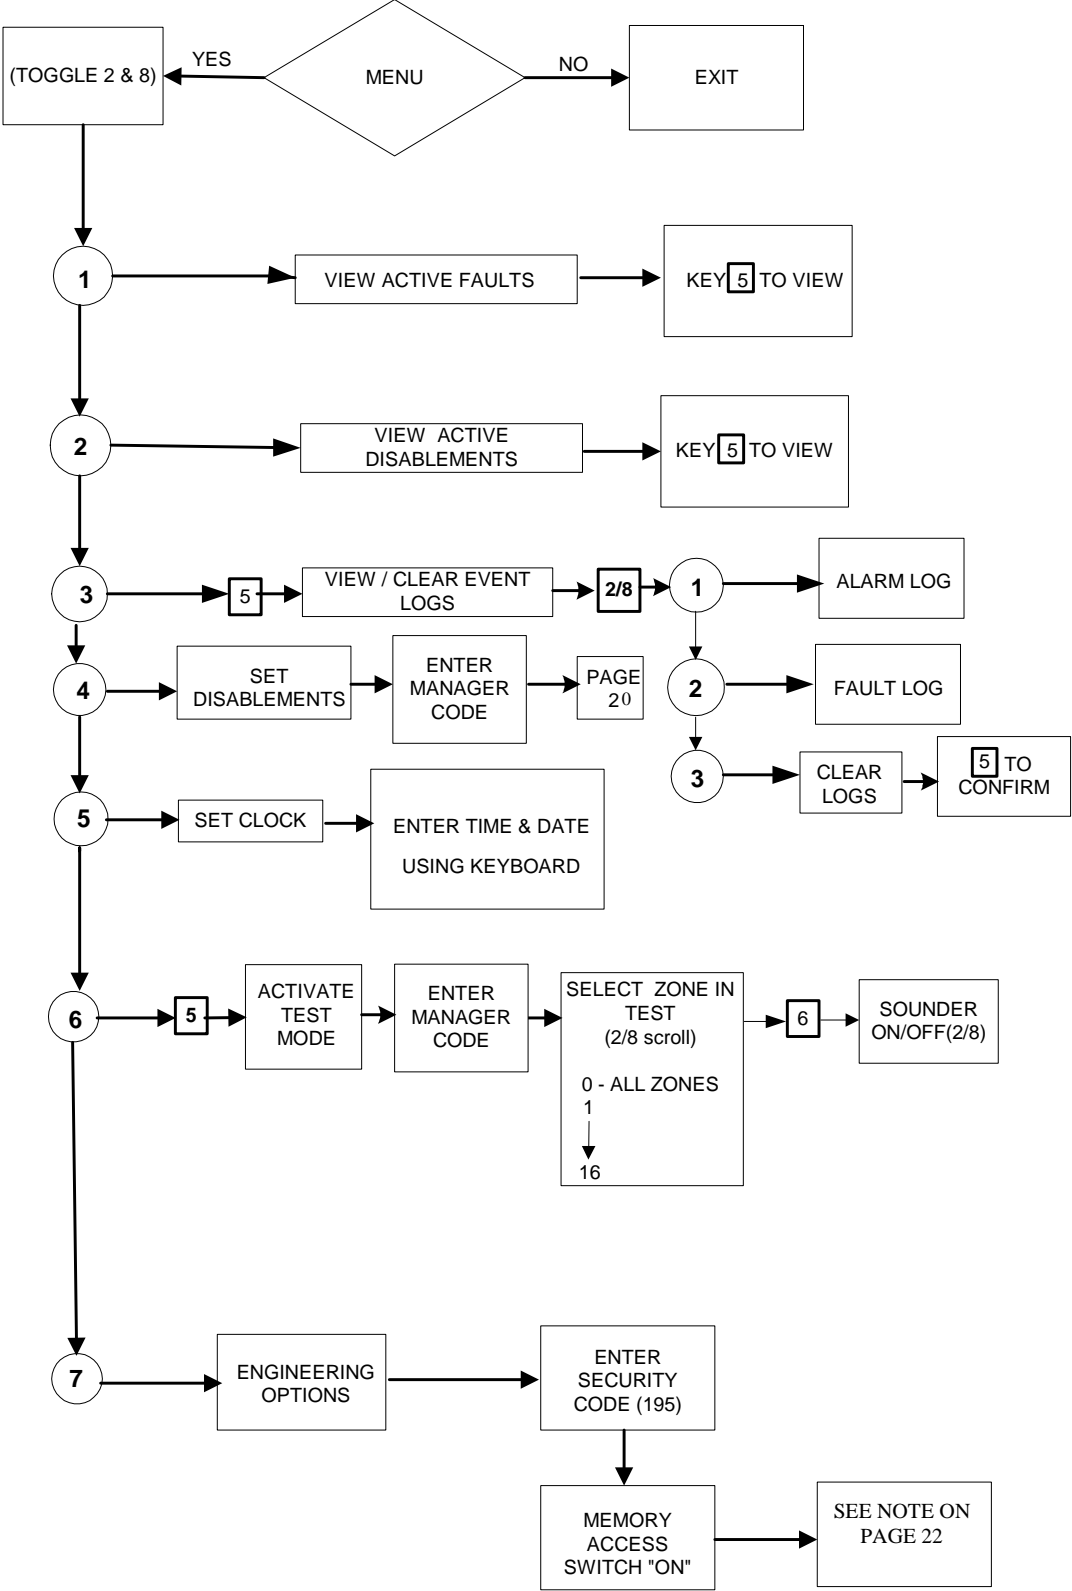 (TOGGLE 2 & 8)
YES
MENU
NO
EXIT
1
VIEW ACTIVE FAULTS
KEY 5 TO VIEW
2
VIEW ACTIVE
DISABLEMENTS
KEY 5 TO VIEW
3
5
VIEW / CLEAR EVENT
LOGS
2/8
1
ALARM LOG
2
FAULT LOG
3
CLEAR
LOGS
5 TO
CONFIRM
4
SET
DISABLEMENTS
ENTER
MANAGER
CODE
PAGE
20
5
SET CLOCK
ENTER TIME & DATE
USING KEYBOARD
6
5
ACTIVATE
TEST
MODE
ENTER
MANAGER
CODE
SELECT ZONE IN
TEST
(2/8 scroll)
0 - ALL ZONES
1
16
6
SOUNDER
ON/OFF(2/8)
7
ENGINEERING
OPTIONS
ENTER
SECURITY
CODE (195)
MEMORY
ACCESS
SWITCH "ON"
SEE NOTE ON
PAGE 22